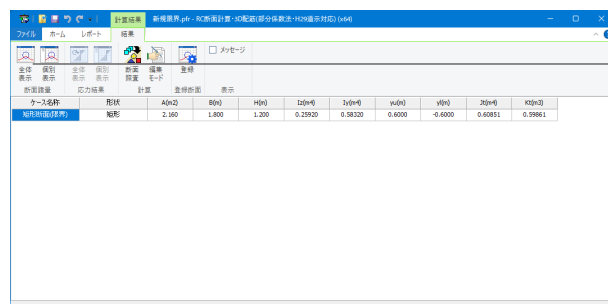 計算結果 新規限界.pfr - RC断面計算・3D配筋(部分係数法・H29道示対応) (x64)
ファイル ホーム レポート 結果
全体表示 個別表示 全体表示 個別表示 断面照査 編集モード 登録 メッセージ
断面諸量 応力結果 計算 登録断面 表示
ケース名称 形状 A(m2) B(m) H(m) Iz(m4) Iy(m4) yu(m) yl(m) Jt(m4) Kt(m3)
矩形断面(限界) 矩形 2.160 1.800 1.200 0.25920 0.58320 0.6000 -0.6000 0.60851 0.59861